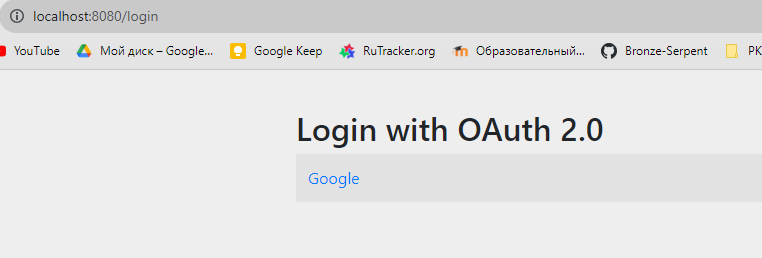 localhost:8080/login
YouTube Мой диск – Google... Google Keep RuTracker.org Образовательный... Bronze-Serpent PK
Login with OAuth 2.0
Google